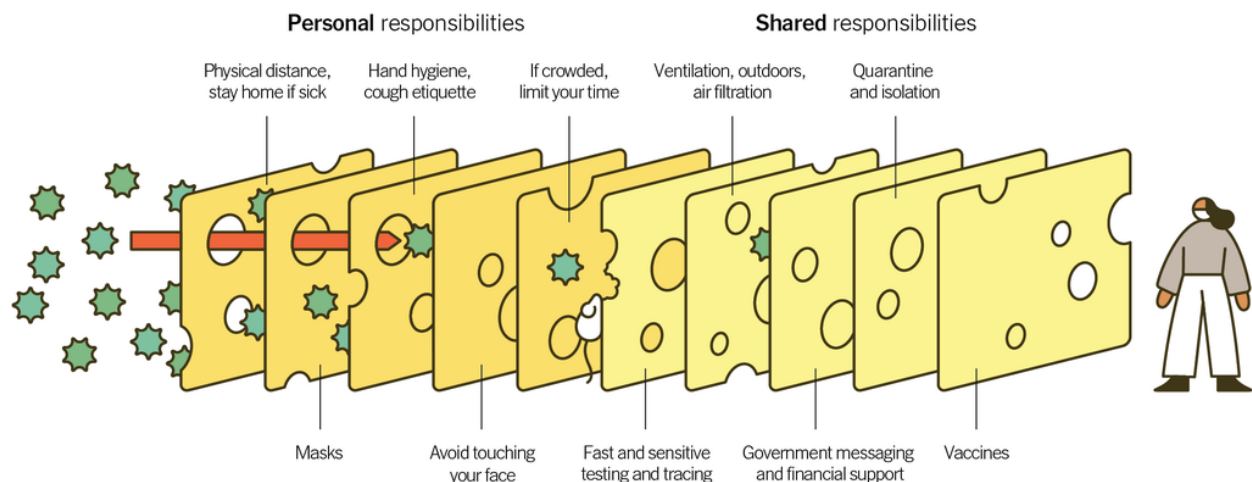 Personal responsibilities
Shared responsibilities
Physical distance,
stay home if sick
Hand hygiene,
cough etiquette
If crowded,
limit your time
Ventilation, outdoors,
air filtration
Quarantine
and isolation
Masks
Avoid touching
your face
Fast and sensitive
testing and tracing
Government messaging
and financial support
Vaccines